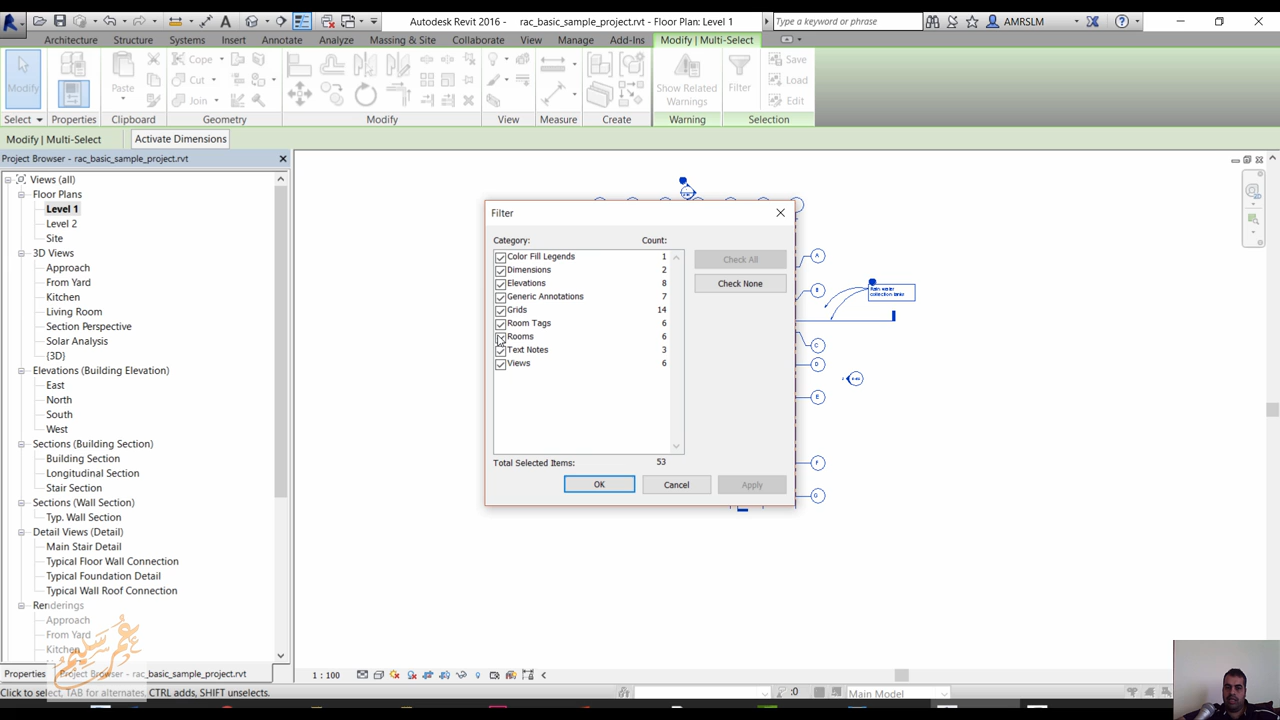 Autodesk Revit 2016 - rac_basic_sample_project.rvt - Floor Plan: Level 1
Type a keyword or phrase
AMRSLM
Architecture Structure Systems Insert Annotate Analyze Massing & Site Collaborate View Manage Add-Ins Modify | Multi-Select
Modify
Paste
Cope
Cut
Join
Show Related Warnings
Filter
Save
Load
Edit
Select Properties Clipboard Geometry Modify View Measure Create Warning Selection
Modify | Multi-Select Activate Dimensions
Project Browser - rac_basic_sample_project.rvt
Views (all)
Floor Plans
Level 1
Level 2
Site
3D Views
Approach
From Yard
Kitchen
Living Room
Section Perspective
Solar Analysis
{3D}
Elevations (Building Elevation)
East
North
South
West
Sections (Building Section)
Building Section
Longitudinal Section
Stair Section
Sections (Wall Section)
Typ. Wall Section
Detail Views (Detail)
Main Stair Detail
Typical Floor Wall Connection
Typical Foundation Detail
Typical Wall Roof Connection
Renderings
Approach
From Yard
Kitchen
Properties Project Browser - rac_basic_sample_project.rvt
Filter
Category: Count:
Color Fill Legends 1
Dimensions 2
Elevations 8
Generic Annotations 7
Grids 14
Room Tags 6
Rooms 6
Text Notes 3
Views 6
Check All
Check None
Total Selected Items: 53
OK Cancel Apply
A
B
Rain water
collection tanks
C
D
E
F
G
1 : 100
Click to select, TAB for alternates, CTRL adds, SHIFT unselects.
:0 Main Model